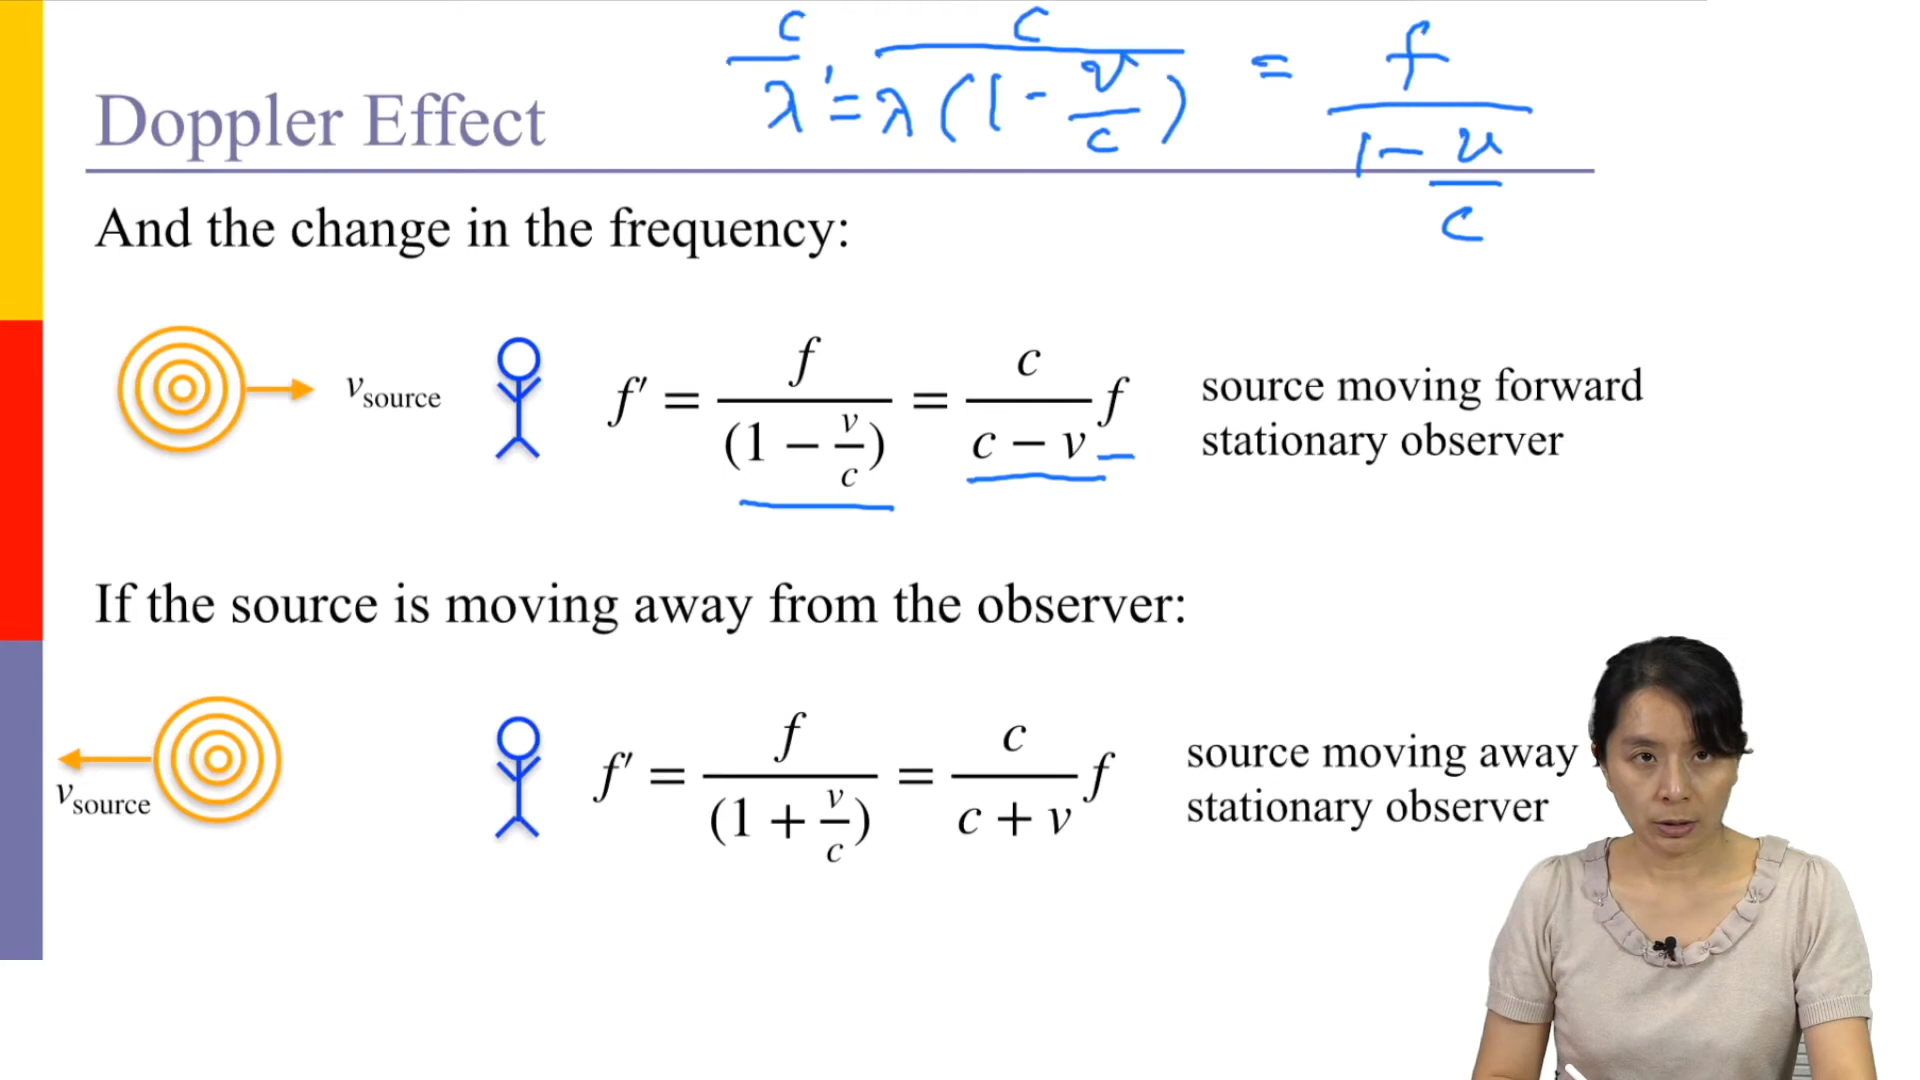 c/λ' = c/λ(1 - v/c) = f/(1 - v/c)
Doppler Effect
And the change in the frequency:
v_source
f′ = f/(1 − v/c) = c/(c − v) f
source moving forward
stationary observer
If the source is moving away from the observer:
v_source
f′ = f/(1 + v/c) = c/(c + v) f
source moving away
stationary observer